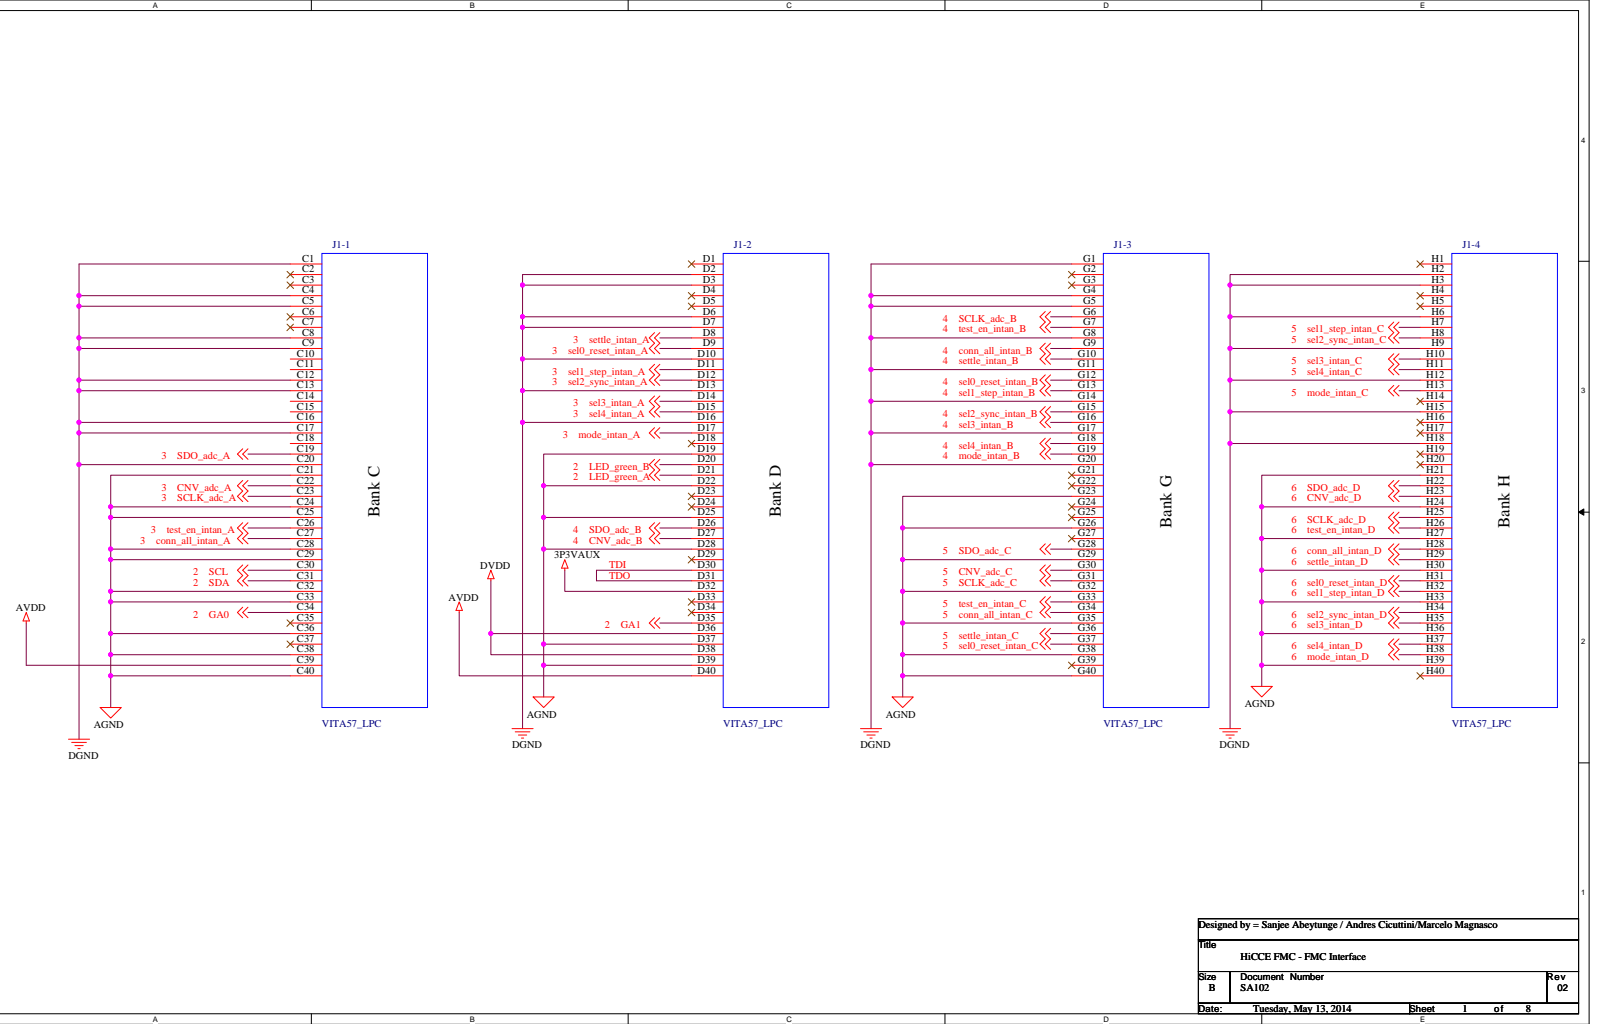 A B C D E
J1-1 J1-2 J1-3 J1-4
C1
C2
C3
C4
C5
C6
C7
C8
C9
C10
C11
C12
C13
C14
C15
C16
C17
C18
3 SDO_adc_A C19
C20
C21
3 CNV_adc_A C22
3 SCLK_adc_A C23
C24
C25
3 test_en_intan_A C26
3 conn_all_intan_A C27
C28
C29
2 SCL C30
2 SDA C31
C32
C33
2 GA0 C34
C35
C36
C37
C38
C39
C40
Bank C
AVDD
AGND
DGND
VITA57_LPC
D1
D2
D3
D4
D5
D6
D7
3 settle_intan_A D8
3 sel0_reset_intan_A D9
D10
3 sel1_step_intan_A D11
3 sel2_sync_intan_A D12
D13
3 sel3_intan_A D14
3 sel4_intan_A D15
D16
3 mode_intan_A D17
D18
D19
2 LED_green_B D20
2 LED_green_A D21
D22
D23
D24
D25
4 SDO_adc_B D26
4 CNV_adc_B D27
D28
D29
TDI D30
TDO D31
D32
D33
D34
2 GA1 D35
D36
D37
D38
D39
D40
Bank D
3P3VAUX
DVDD
AVDD
AGND
DGND
VITA57_LPC
G1
G2
G3
G4
G5
4 SCLK_adc_B G6
4 test_en_intan_B G7
G8
4 conn_all_intan_B G9
4 settle_intan_B G10
G11
4 sel0_reset_intan_B G12
4 sel1_step_intan_B G13
G14
4 sel2_sync_intan_B G15
4 sel3_intan_B G16
G17
4 sel4_intan_B G18
4 mode_intan_B G19
G20
G21
G22
G23
G24
G25
G26
G27
5 SDO_adc_C G28
G29
5 CNV_adc_C G30
5 SCLK_adc_C G31
G32
5 test_en_intan_C G33
5 conn_all_intan_C G34
G35
5 settle_intan_C G36
5 sel0_reset_intan_C G37
G38
G39
G40
Bank G
AGND
DGND
VITA57_LPC
H1
H2
H3
H4
H5
H6
5 sel1_step_intan_C H7
5 sel2_sync_intan_C H8
H9
5 sel3_intan_C H10
5 sel4_intan_C H11
H12
5 mode_intan_C H13
H14
H15
H16
H17
H18
H19
H20
H21
6 SDO_adc_D H22
6 CNV_adc_D H23
H24
6 SCLK_adc_D H25
6 test_en_intan_D H26
H27
6 conn_all_intan_D H28
6 settle_intan_D H29
H30
6 sel0_reset_intan_D H31
6 sel1_step_intan_D H32
H33
6 sel2_sync_intan_D H34
6 sel3_intan_D H35
H36
6 sel4_intan_D H37
6 mode_intan_D H38
H39
H40
Bank H
AGND
DGND
VITA57_LPC
4
3
2
1
Designed by = Sanjee Abeytunge / Andres Cicuttini/Marcelo Magnasco
Title
HiCCE FMC - FMC Interface
Size Document Number Rev
B SA102 02
Date: Tuesday, May 13, 2014 Sheet 1 of 8
A B C D E